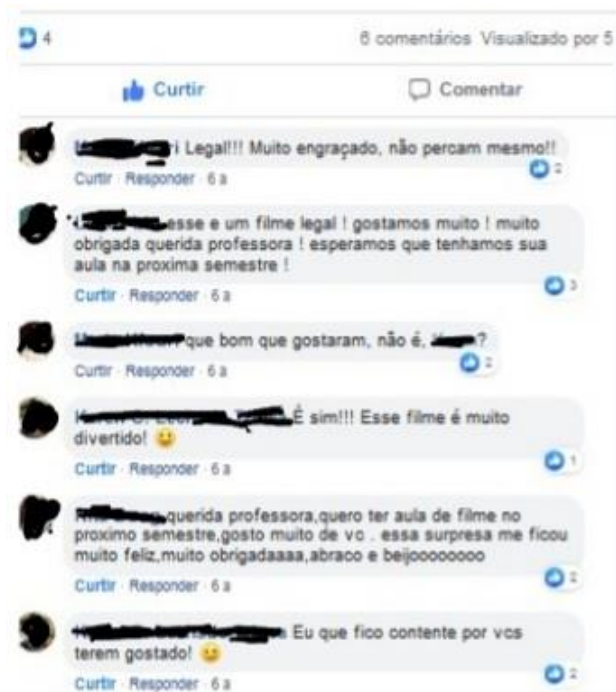 4 6 comentários Visualizado por 5
Curtir Comentar
Legal!!! Muito engraçado, não percam mesmo!!
2
Curtir · Responder · 6 a
esse e um filme legal ! gostamos muito ! muito
obrigada querida professora ! esperamos que tenhamos sua
aula na proxima semestre !
3
Curtir · Responder · 6 a
que bom que gostaram, não é, ?
2
Curtir · Responder · 6 a
É sim!!! Esse filme é muito
divertido!
1
Curtir · Responder · 6 a
querida professora,quero ter aula de filme no
proximo semestre,gosto muito de vc . essa surpresa me ficou
muito feliz,muito obrigadaaaa,abraco e beijoooooooo
2
Curtir · Responder · 6 a
Eu que fico contente por vcs
terem gostado!
2
Curtir · Responder · 6 a